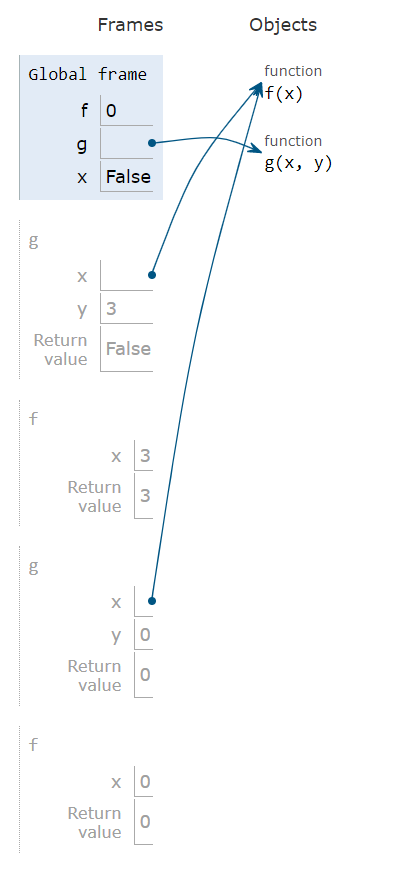 Frames Objects
Global frame
f 0
g
x False
function
f(x)
function
g(x, y)
g
x
y 3
Return
value False
f
x 3
Return
value 3
g
x
y 0
Return
value 0
f
x 0
Return
value 0